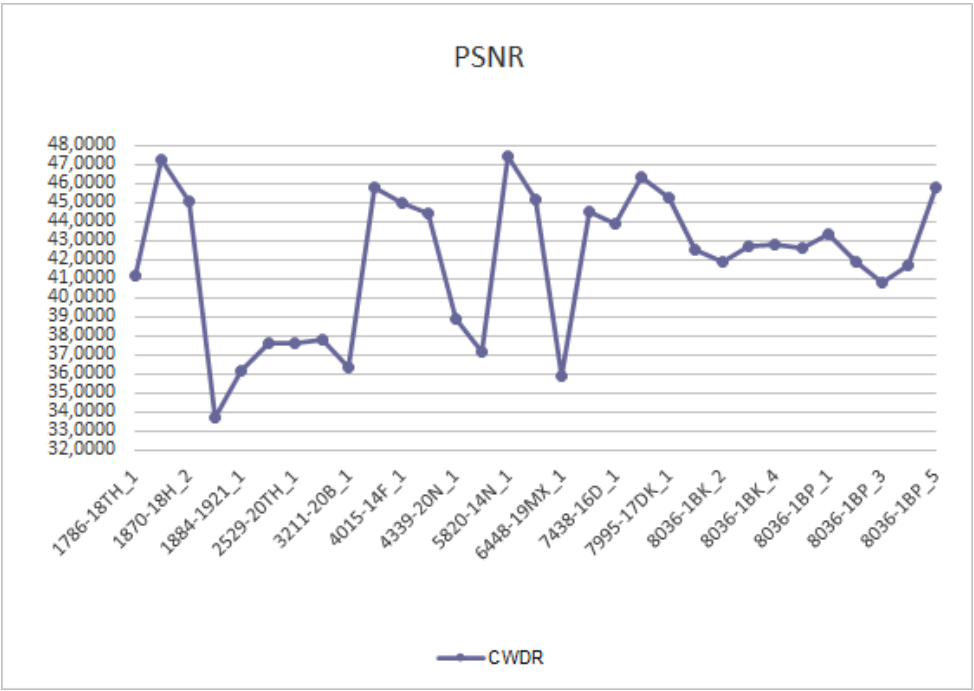 PSNR
48,0000
47,0000
46,0000
45,0000
44,0000
43,0000
42,0000
41,0000
40,0000
39,0000
38,0000
37,0000
36,0000
35,0000
34,0000
33,0000
32,0000
1786-18TH_1
1870-18H_2
1884-1921_1
2529-20TH_1
3211-20B_1
4015-14F_1
4339-20N_1
5820-14N_1
6448-19MX_1
7438-16D_1
7995-17DK_1
8036-1BK_2
8036-1BK_4
8036-1BP_1
8036-1BP_3
8036-1BP_5
CWDR